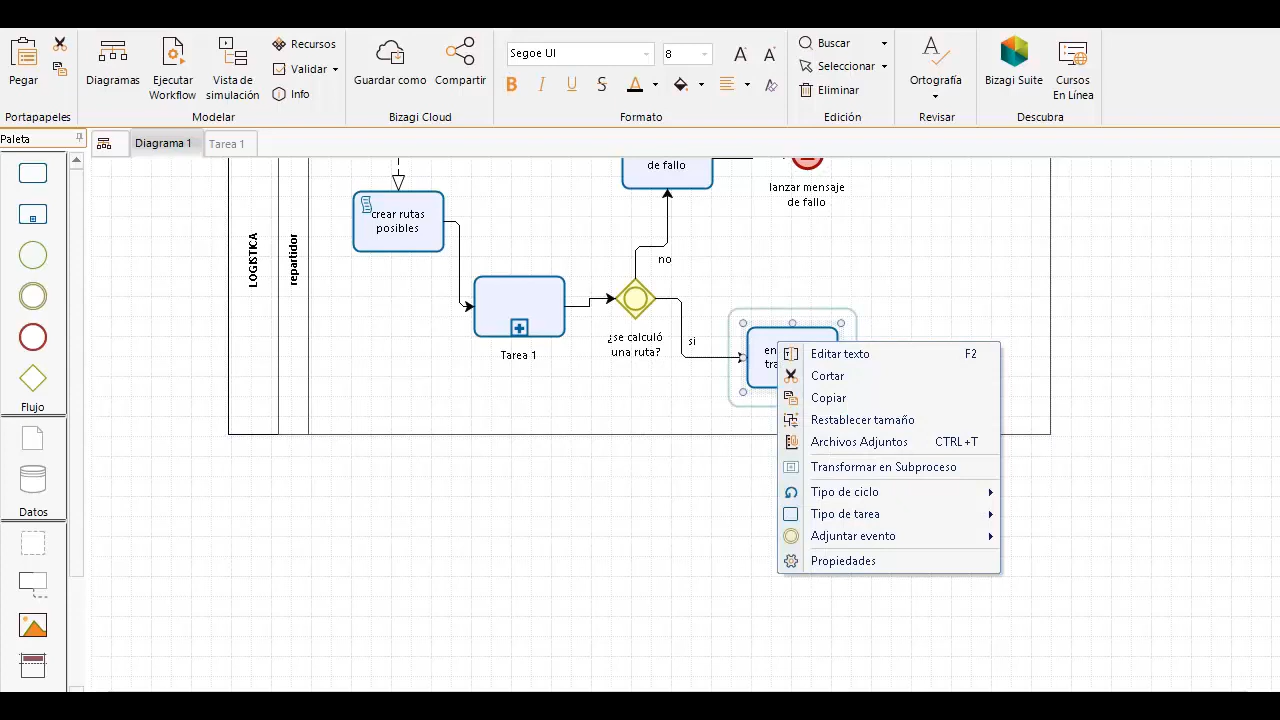 Pegar
Diagramas
Ejecutar
Workflow
Vista de
simulación
Recursos
Validar
Info
Guardar como
Compartir
Segoe UI
8
B I U S A
Buscar
Seleccionar
Eliminar
Ortografía
Bizagi Suite
Cursos
En Línea
Portapapeles
Modelar
Bizagi Cloud
Formato
Edición
Revisar
Descubra
Paleta
Diagrama 1
Tarea 1
Flujo
Datos
LOGISTICA
repartidor
crear rutas
posibles
Tarea 1
de fallo
lanzar mensaje
de fallo
no
¿se calculó
una ruta?
si
Editar texto F2
Cortar
Copiar
Restablecer tamaño
Archivos Adjuntos CTRL+T
Transformar en Subproceso
Tipo de ciclo
Tipo de tarea
Adjuntar evento
Propiedades